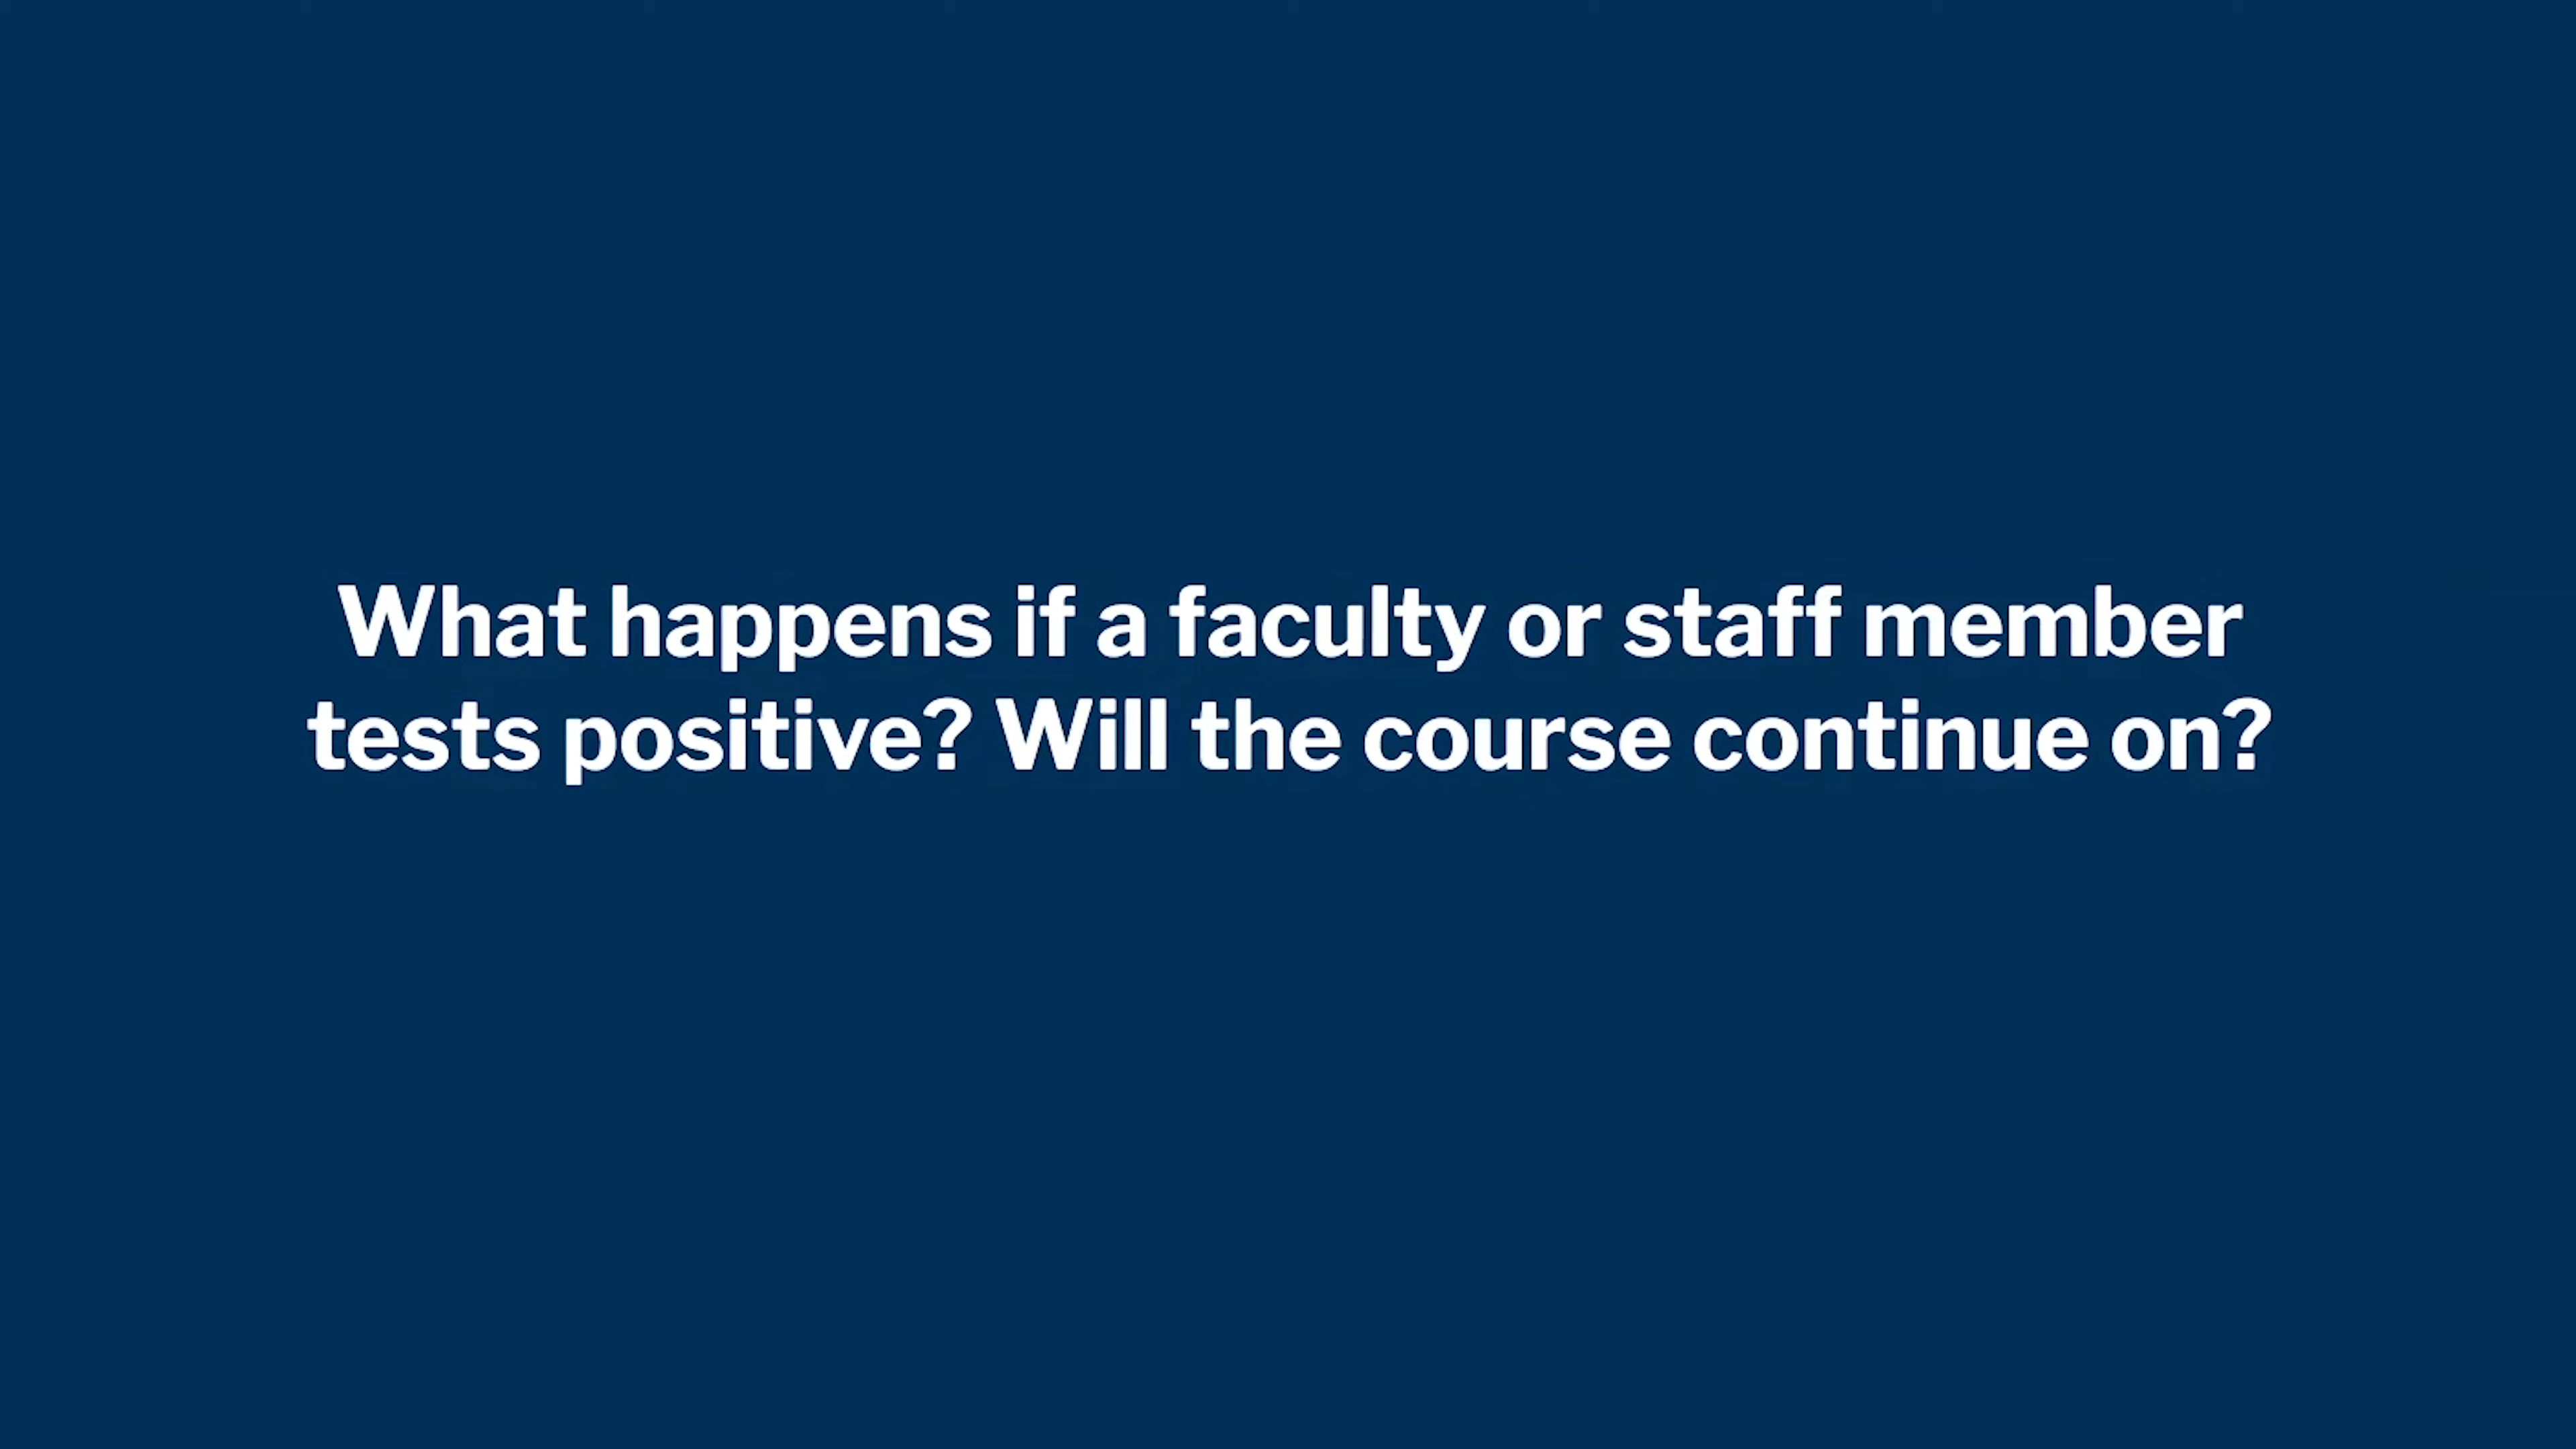 What happens if a faculty or staff member
tests positive? Will the course continue on?